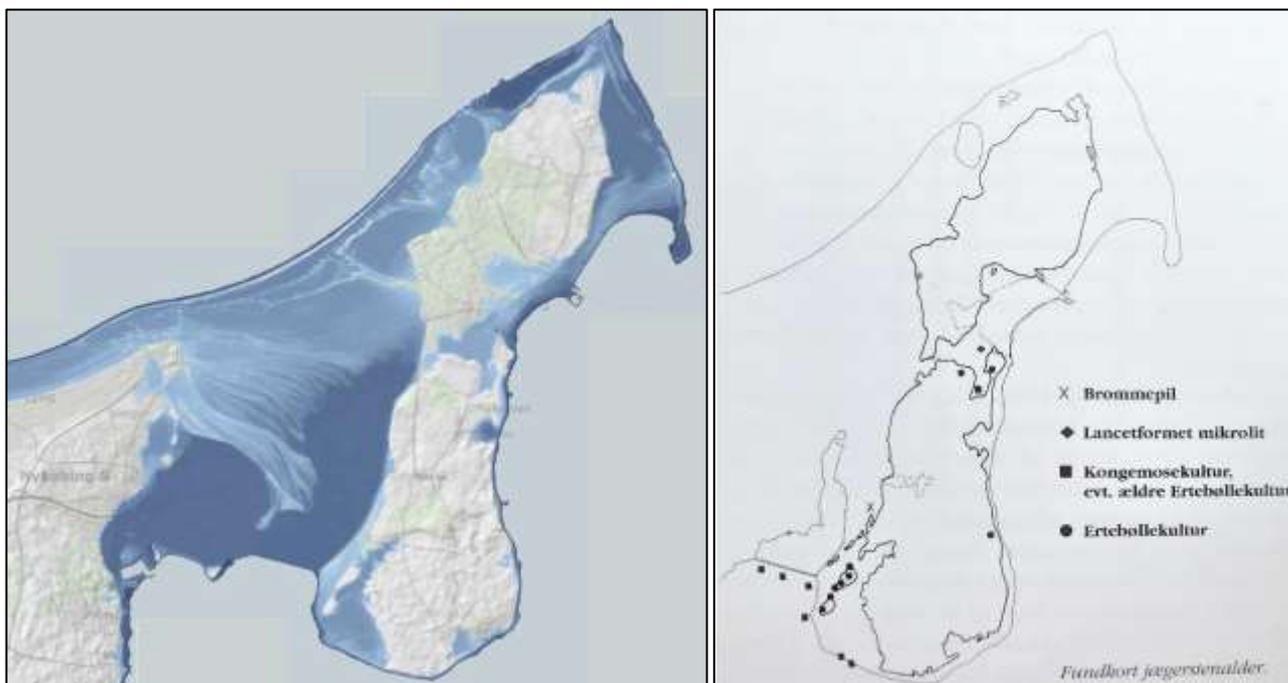 Nykøbing S
Brommepil
Lancetformet mikrolit
Kongemosekultur,
evt. ældre Ertebøllekultur
Ertebøllekultur
Fundkort jægerstenalder.